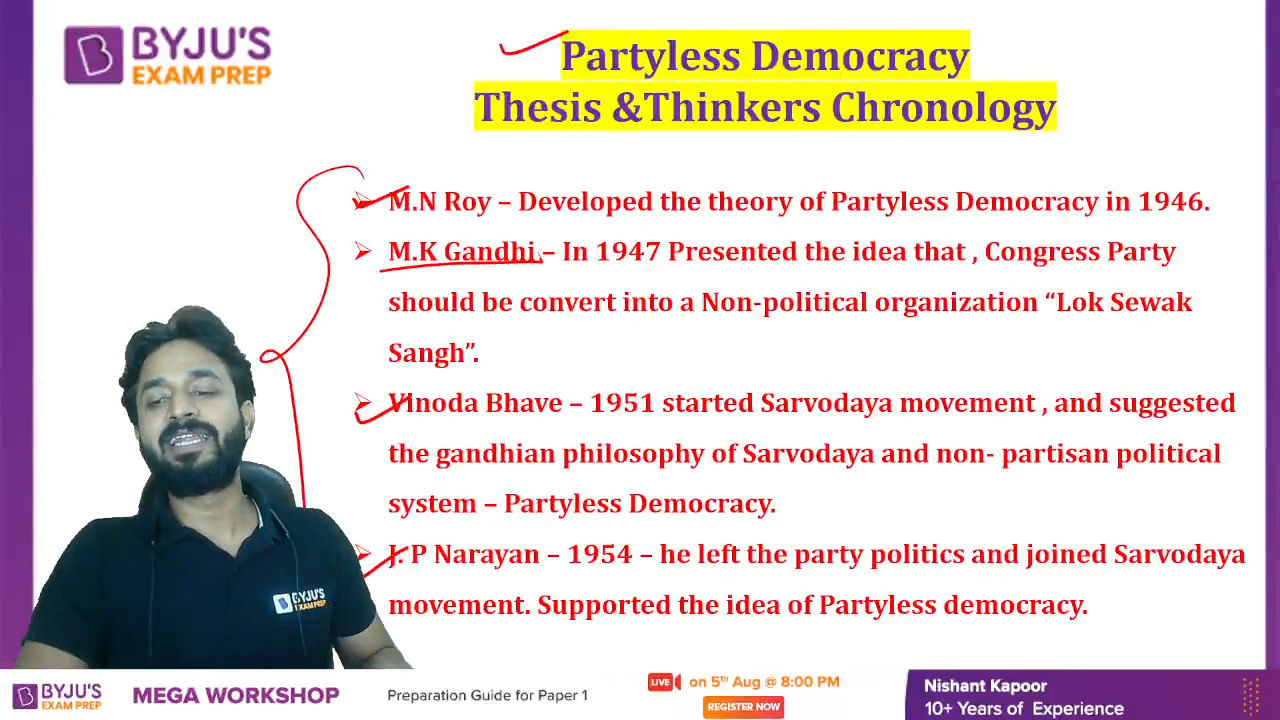 BYJU'S
EXAM PREP
Partyless Democracy
Thesis &Thinkers Chronology
M.N Roy – Developed the theory of Partyless Democracy in 1946.
M.K Gandhi – In 1947 Presented the idea that , Congress Party
should be convert into a Non-political organization “Lok Sewak
Sangh”.
Vinoda Bhave – 1951 started Sarvodaya movement , and suggested
the gandhian philosophy of Sarvodaya and non- partisan political
system – Partyless Democracy.
J. P Narayan – 1954 – he left the party politics and joined Sarvodaya
movement. Supported the idea of Partyless democracy.
BYJU'S
EXAM PREP
BYJU'S
EXAM PREP
MEGA WORKSHOP
Preparation Guide for Paper 1
LIVE on 5th Aug @ 8:00 PM
REGISTER NOW
Nishant Kapoor
10+ Years of Experience